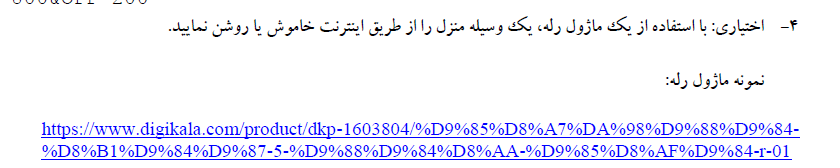 ۴- اختیاری: با استفاده از یک ماژول رله، یک وسیله منزل را از طریق اینترنت خاموش یا روشن نمایید.
نمونه ماژول رله:
https://www.digikala.com/product/dkp-1603804/%D9%85%D8%A7%DA%98%D9%88%D9%84-
%D8%B1%D9%84%D9%87-5-%D9%88%D9%84%D8%AA-%D9%85%D8%AF%D9%84-r-01